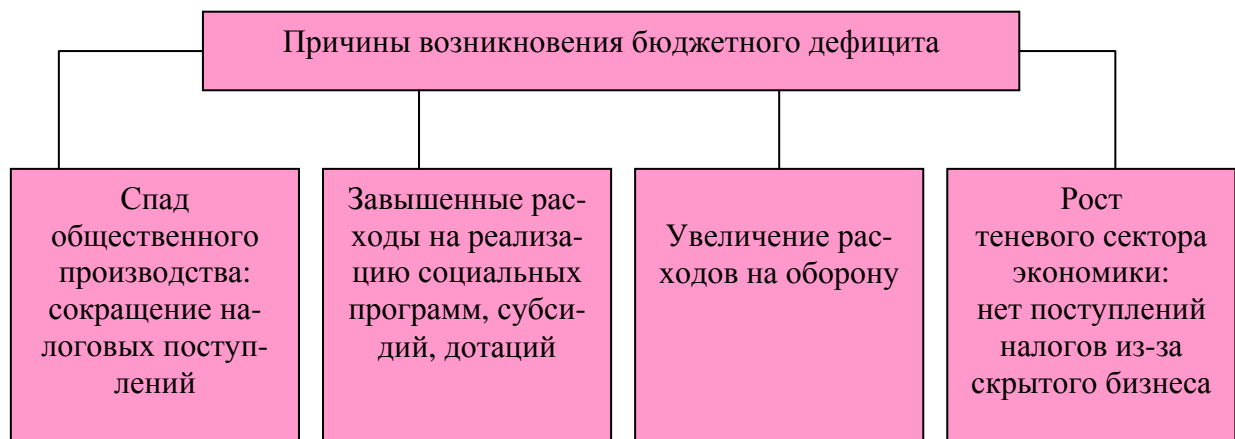 Причины возникновения бюджетного дефицита
Спад
общественного
производства:
сокращение на-
логовых поступ-
лений
Завышенные рас-
ходы на реализа-
цию социальных
программ, субси-
дий, дотаций
Увеличение рас-
ходов на оборону
Рост
теневого сектора
экономики:
нет поступлений
налогов из-за
скрытого бизнеса